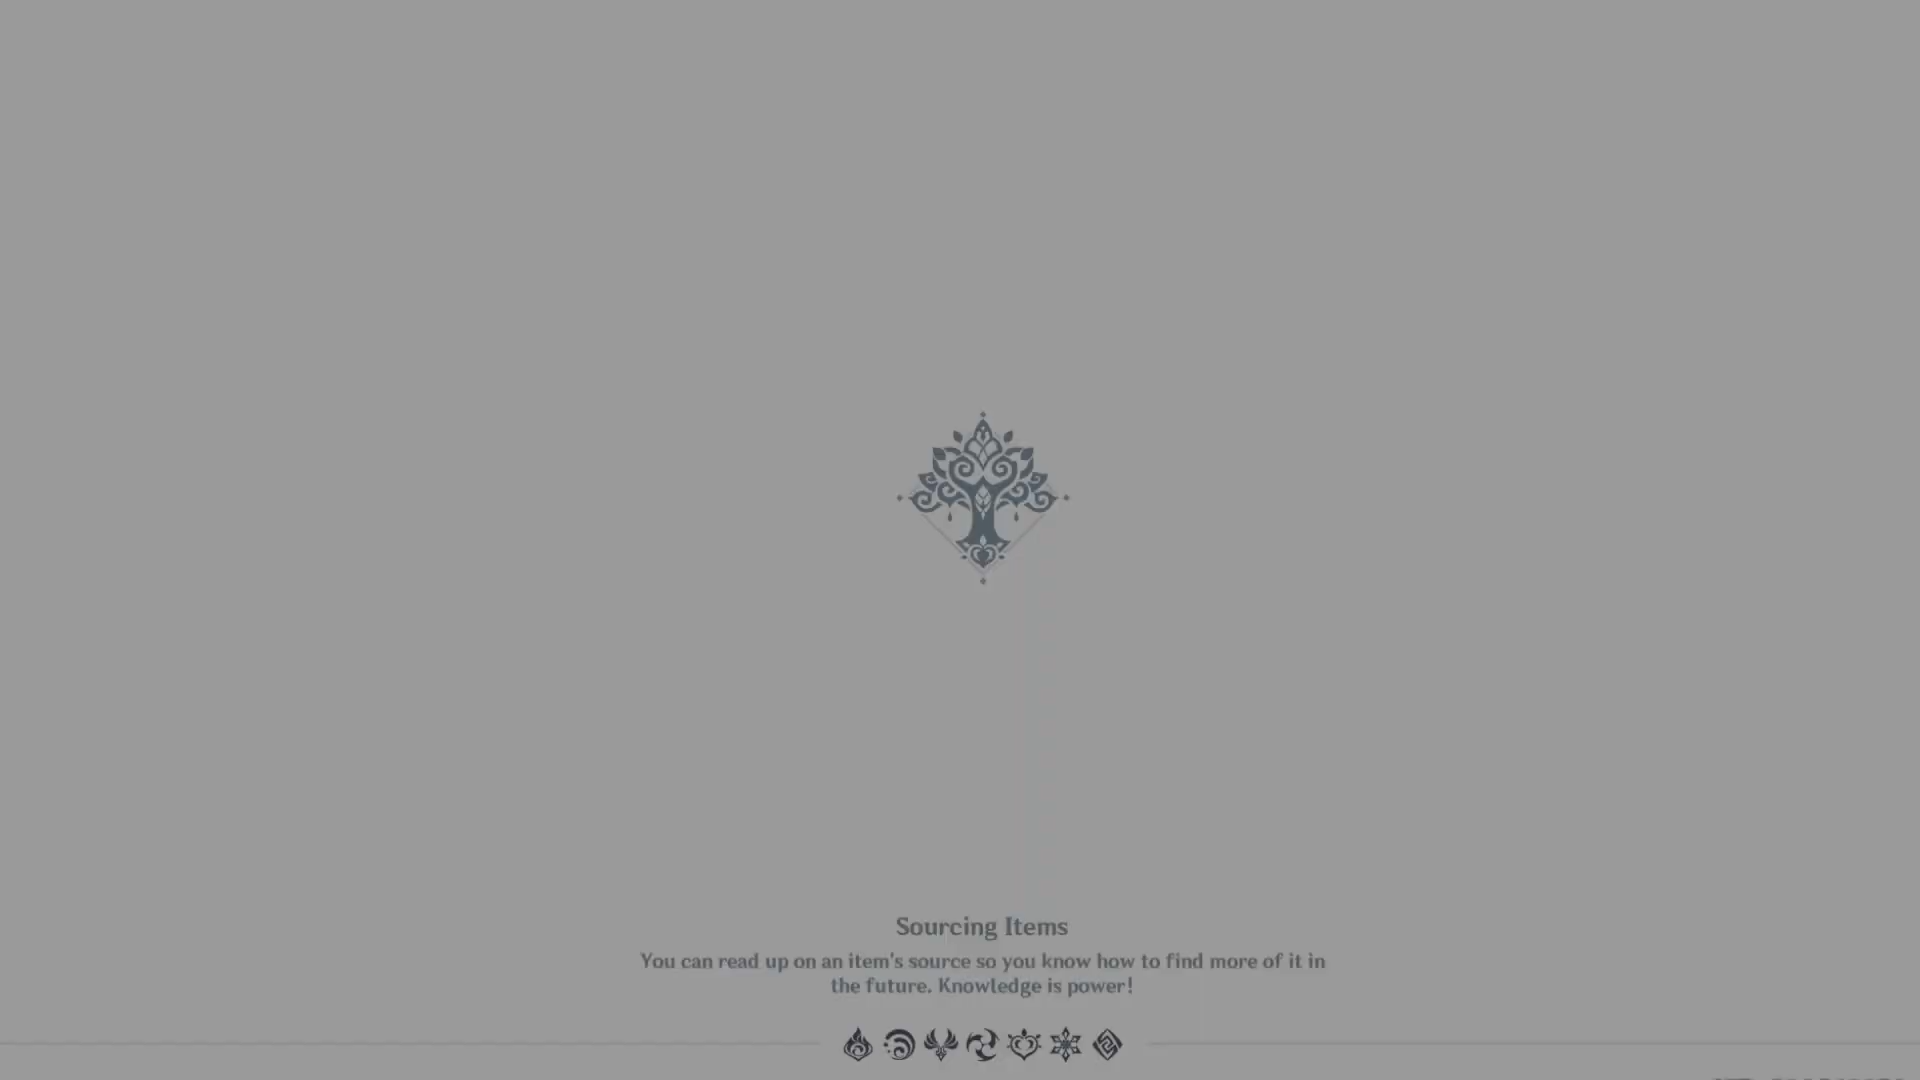 Sourcing Items
You can read up on an item's source so you know how to find more of it in
the future. Knowledge is power!